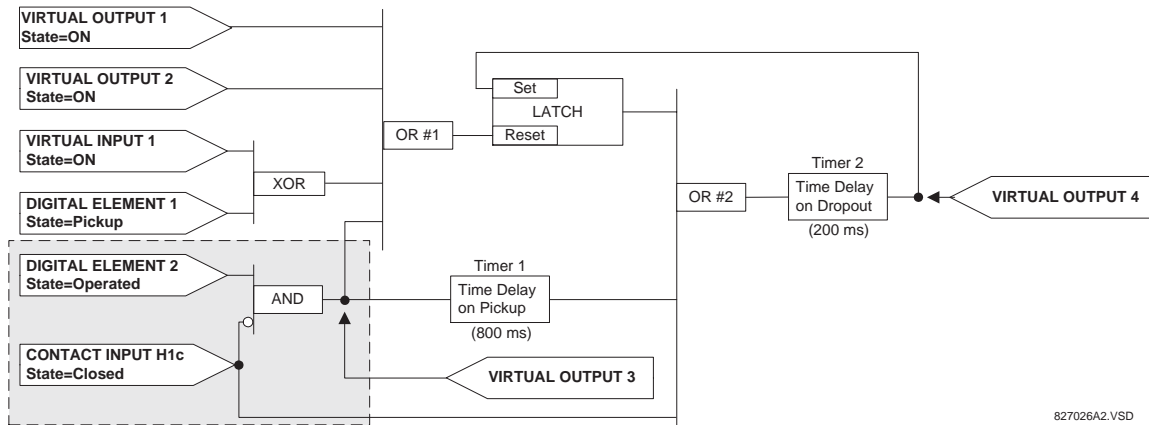 VIRTUAL OUTPUT 1
State=ON
VIRTUAL OUTPUT 2
State=ON
VIRTUAL INPUT 1
State=ON
DIGITAL ELEMENT 1
State=Pickup
DIGITAL ELEMENT 2
State=Operated
CONTACT INPUT H1c
State=Closed
XOR
AND
OR #1
Set
LATCH
Reset
Timer 1
Time Delay
on Pickup
(800 ms)
VIRTUAL OUTPUT 3
OR #2
Timer 2
Time Delay
on Dropout
(200 ms)
VIRTUAL OUTPUT 4
827026A2.VSD